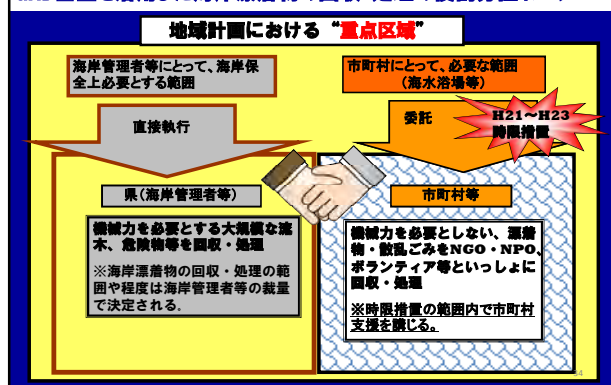 地域計画における“重点区域”
海岸管理者等にとって、海岸保
全上必要とする範囲
市町村にとって、必要な範囲
(海水浴場等)
直接執行
委託
H21～H23
時限措置
県(海岸管理者等)
市町村等
機械力を必要とする大規模な流
木、危険物等を回収・処理
※海岸漂着物の回収・処理の範
囲や程度は海岸管理者等の裁量
で決定される.
機械力を必要としない、漂着
物・散乱ごみをNGO・NPO、
ボランティア等といっしょに
回収・処理
※時限措置の範囲内で市町村
支援を講じる。
34